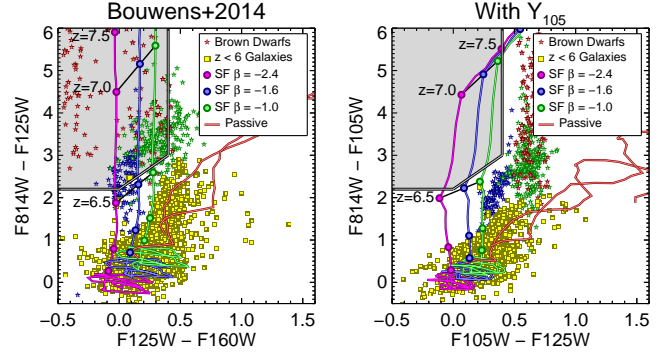 Bouwens+2014
With Y105
6
5
4
3
2
1
0
F814W − F125W
z=7.5
z=7.0
z=6.5
Brown Dwarfs
z < 6 Galaxies
SF β = −2.4
SF β = −1.6
SF β = −1.0
Passive
−0.5 0.0 0.5 1.0 1.5
F125W − F160W
6
5
4
3
2
1
0
F814W − F105W
z=7.5
z=7.0
z=6.5
Brown Dwarfs
z < 6 Galaxies
SF β = −2.4
SF β = −1.6
SF β = −1.0
Passive
−0.5 0.0 0.5 1.0 1.5
F105W − F125W